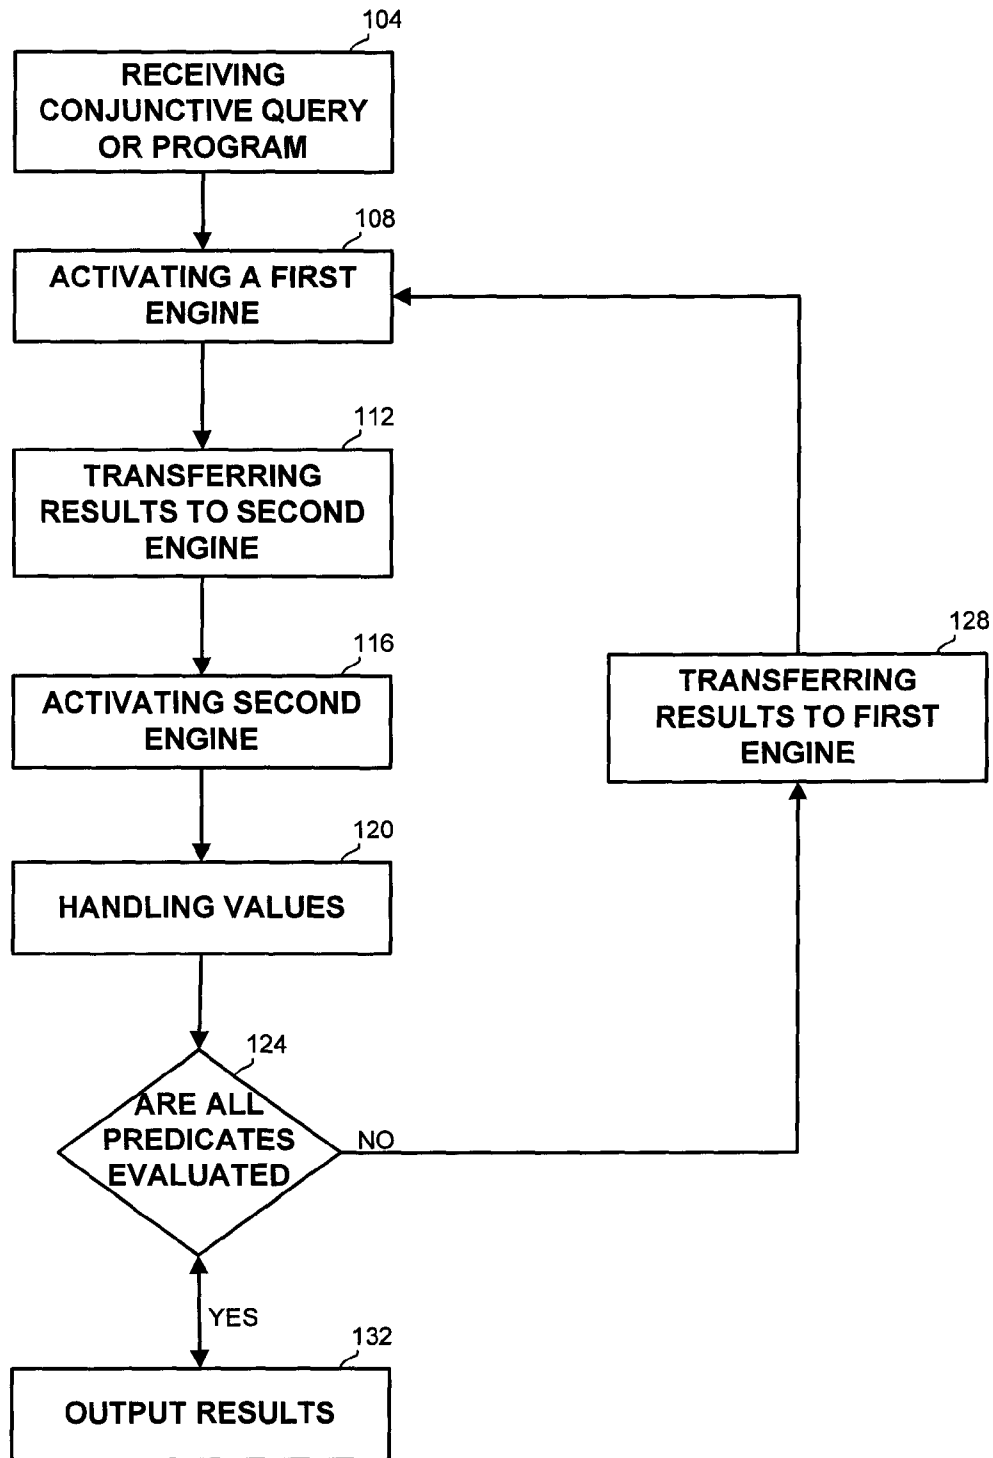 104
RECEIVING
CONJUNCTIVE QUERY
OR PROGRAM
108
ACTIVATING A FIRST
ENGINE
112
TRANSFERRING
RESULTS TO SECOND
ENGINE
116
ACTIVATING SECOND
ENGINE
128
TRANSFERRING
RESULTS TO FIRST
ENGINE
120
HANDLING VALUES
124
ARE ALL
PREDICATES
EVALUATED
NO
YES
132
OUTPUT RESULTS